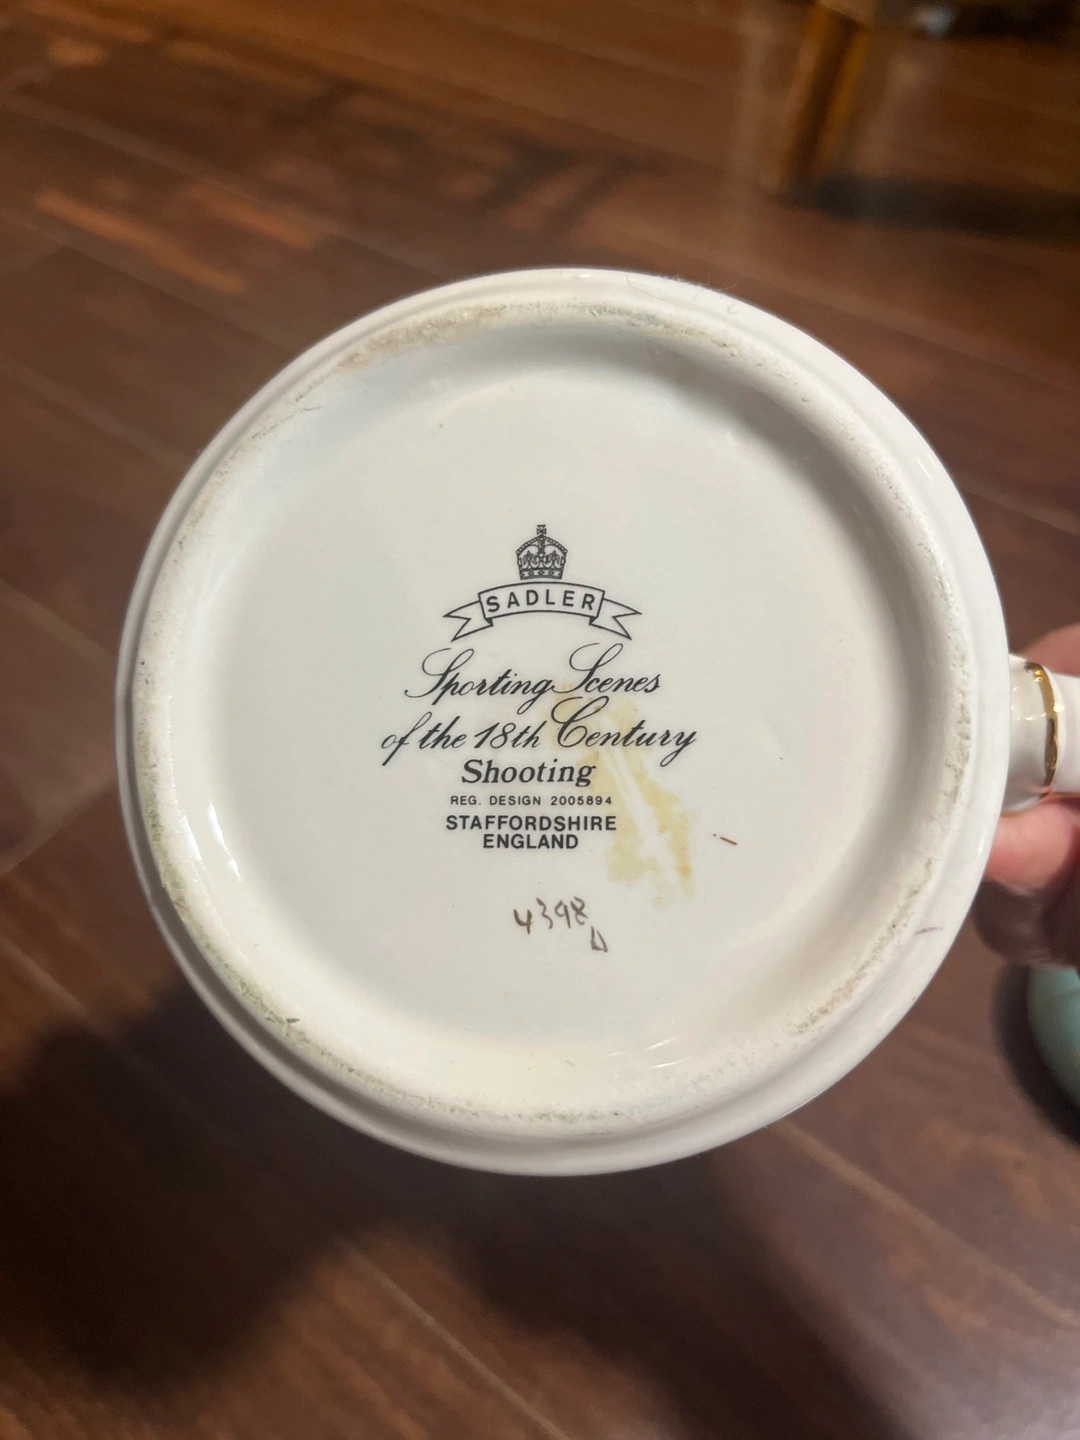 SADLER
Sporting Scenes
of the 18th Century
Shooting
REG. DESIGN 2005894
STAFFORDSHIRE
ENGLAND
4398